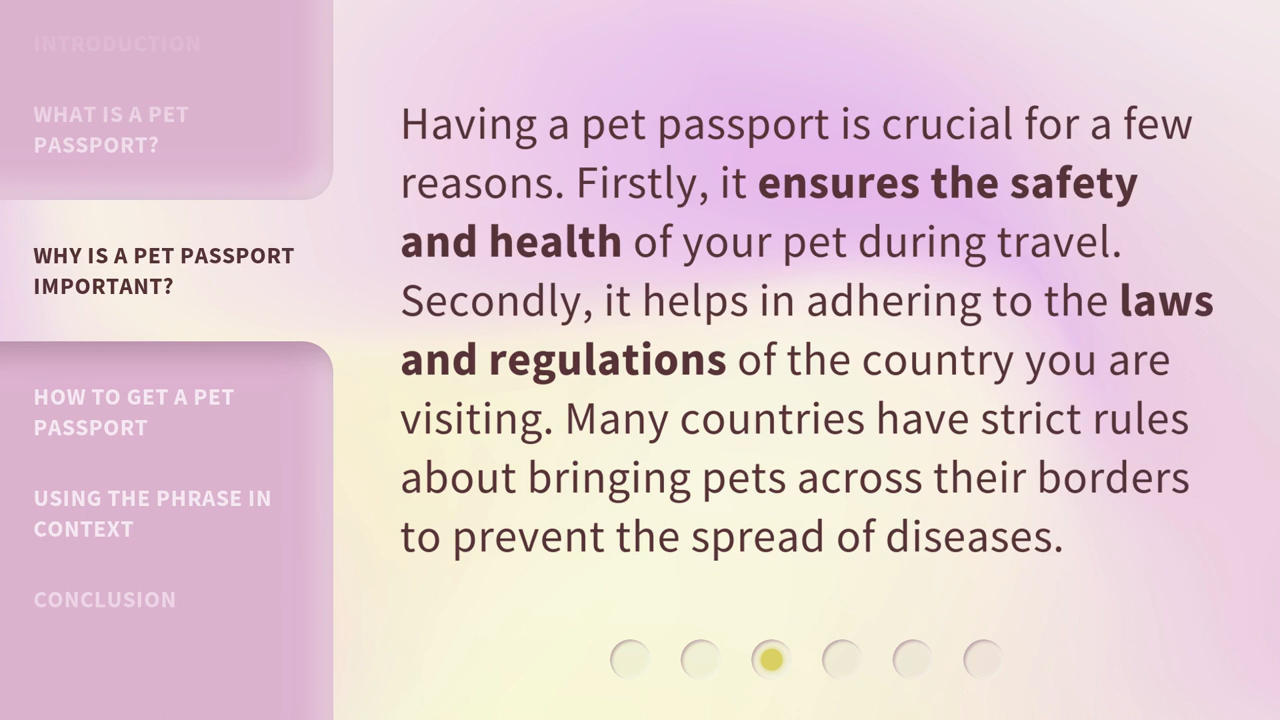 INTRODUCTION
WHAT IS A PET
PASSPORT?
WHY IS A PET PASSPORT
IMPORTANT?
HOW TO GET A PET
PASSPORT
USING THE PHRASE IN
CONTEXT
CONCLUSION
Having a pet passport is crucial for a few
reasons. Firstly, it ensures the safety
and health of your pet during travel.
Secondly, it helps in adhering to the laws
and regulations of the country you are
visiting. Many countries have strict rules
about bringing pets across their borders
to prevent the spread of diseases.